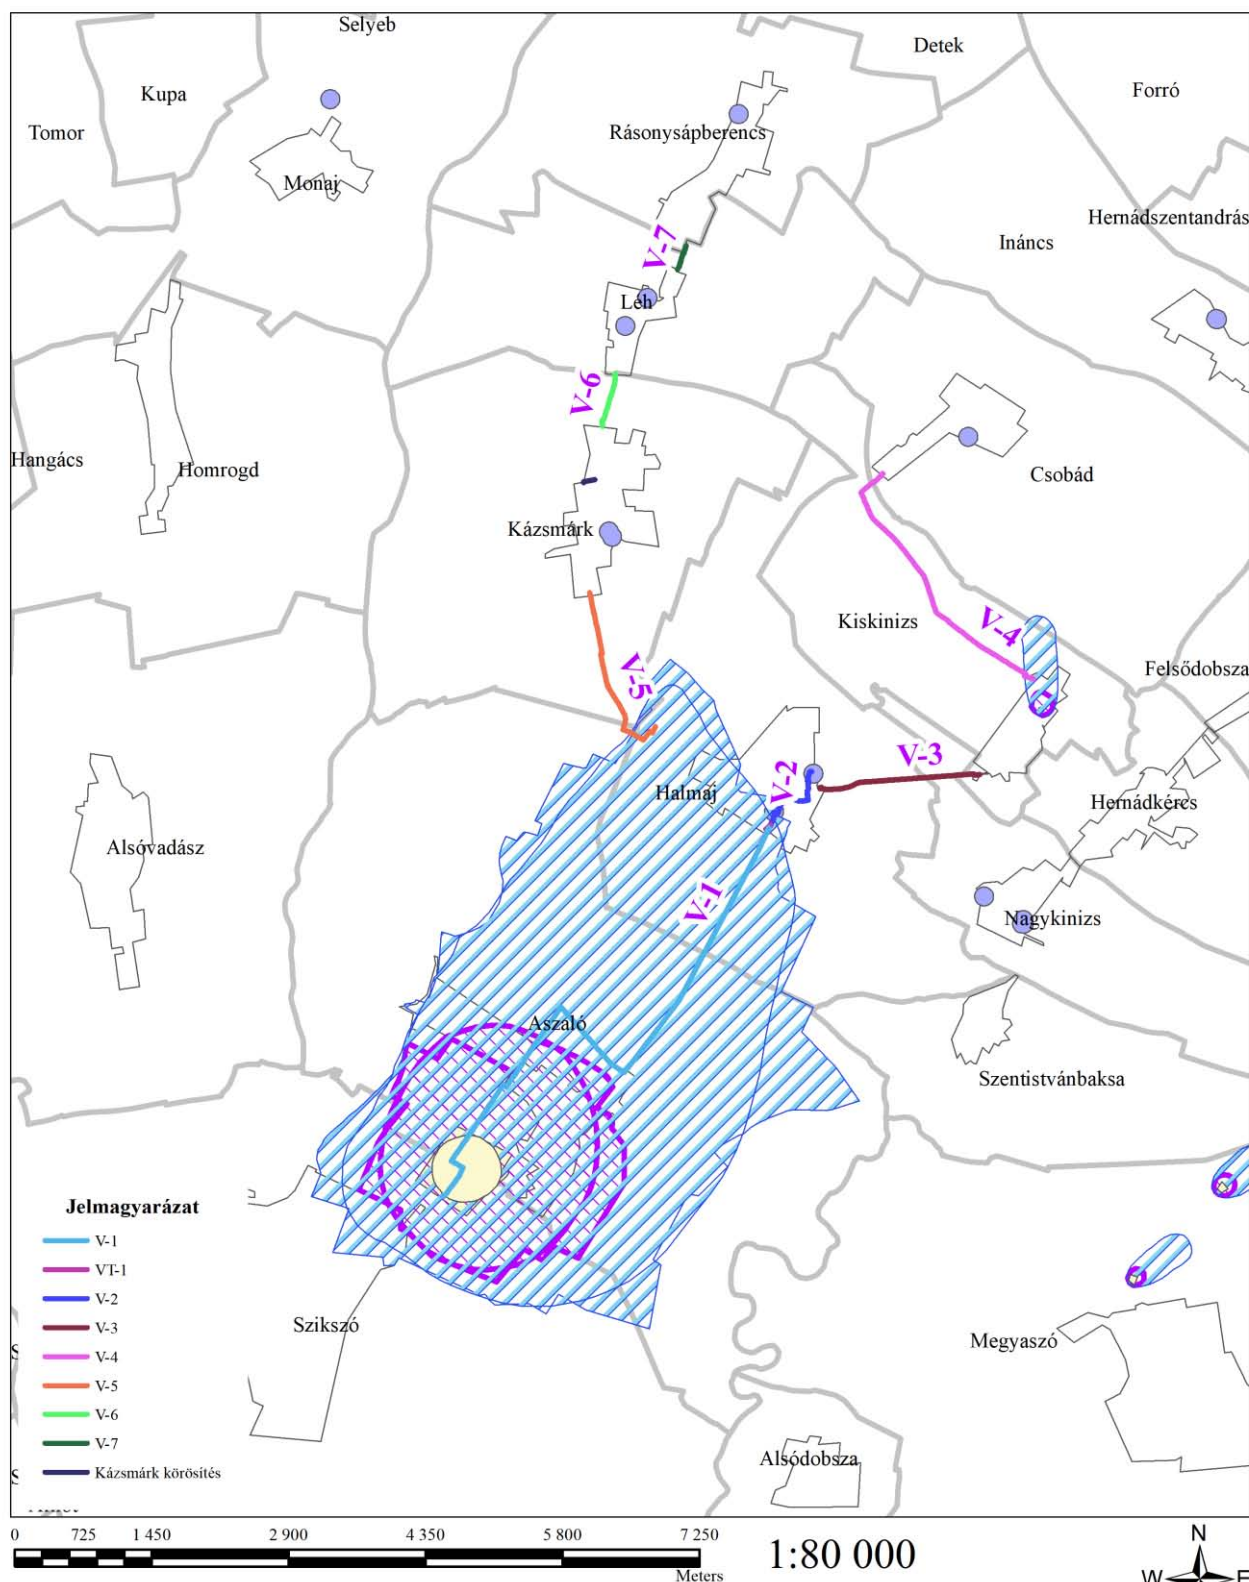 Selyeb
Detek
Kupa
Forró
Tomor
Rásonysápberencs
Monaj
Hernádszentandrás
Ináncs
V-7
Léh
V-6
Hangács
Homrogd
Csobád
Kázsmárk
Kiskinizs
V-4
Felsődobsza
V-5
V-3
V-2
Halmaj
Hernádkércs
Alsóvadász
V-1
Nagykinizs
Aszaló
Szentistvánbaksa
Jelmagyarázat
V-1
VT-1
V-2
V-3
V-4
V-5
V-6
V-7
Kázsmárk körösítés
Szikszó
Megyaszó
Alsódobsza
0 725 1 450 2 900 4 350 5 800 7 250
Meters
1:80 000
N
W E